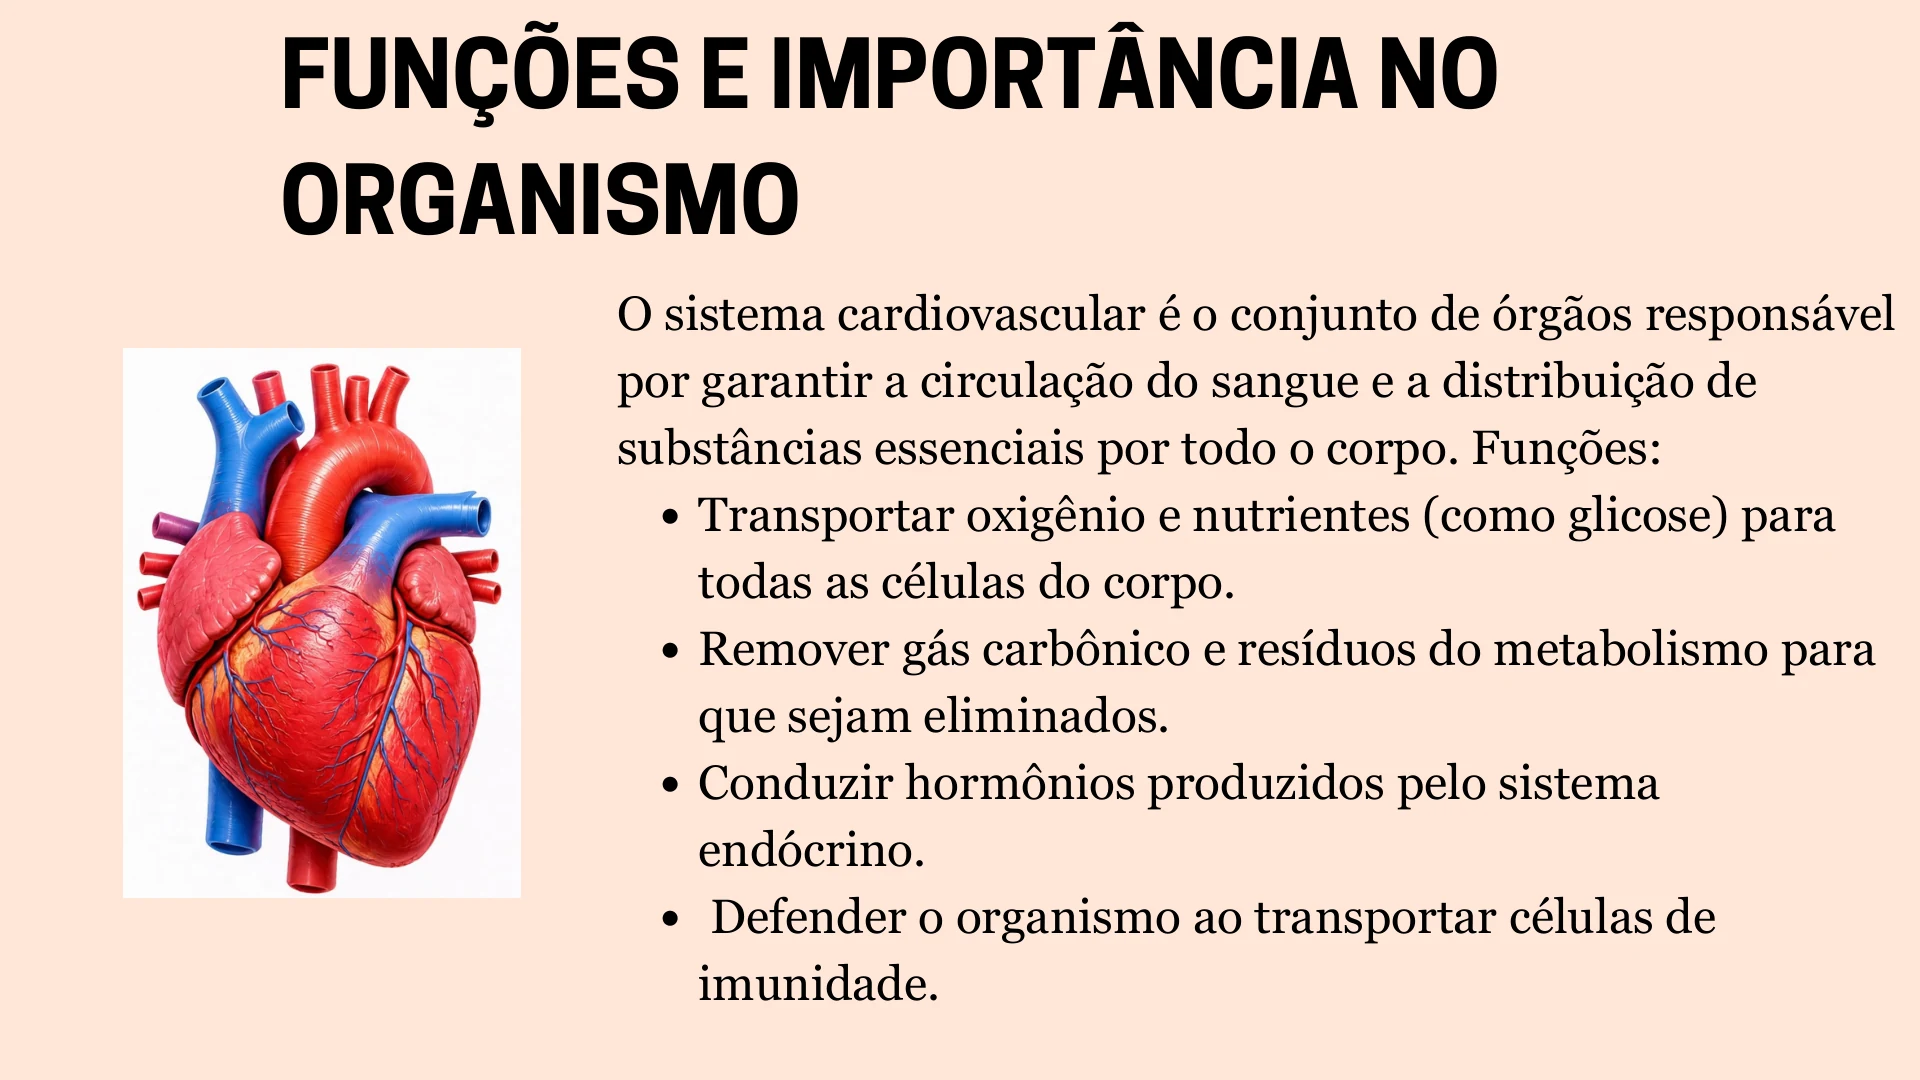 FUNÇÕES E IMPORTÂNCIA NO
ORGANISMO
O sistema cardiovascular é o conjunto de órgãos responsável
por garantir a circulação do sangue e a distribuição de
substâncias essenciais por todo o corpo. Funções:
• Transportar oxigênio e nutrientes (como glicose) para
todas as células do corpo.
• Remover gás carbônico e resíduos do metabolismo para
que sejam eliminados.
• Conduzir hormônios produzidos pelo sistema
endócrino.
• Defender o organismo ao transportar células de
imunidade.